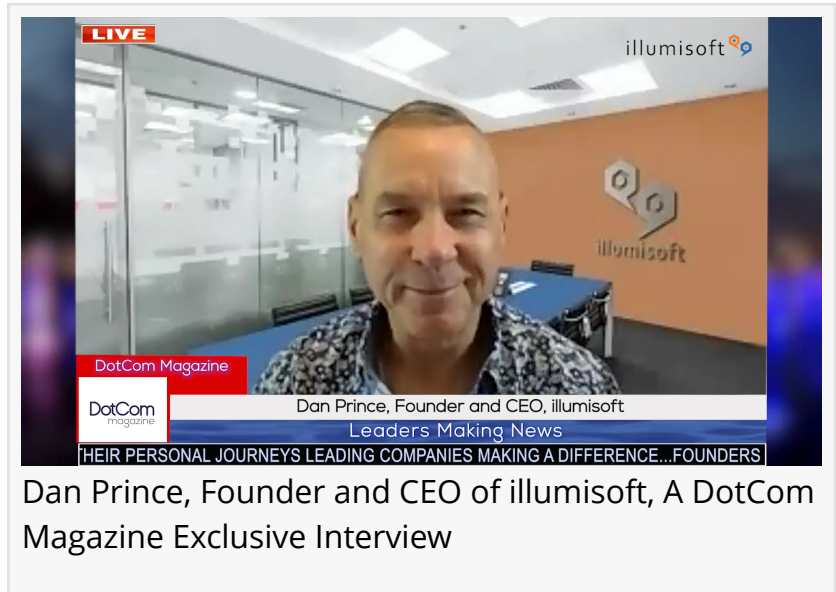 LIVE
illumisoft
illumisoft
DotCom Magazine
DotCom
magazine
Dan Prince, Founder and CEO, illumisoft
Leaders Making News
HEIR PERSONAL JOURNEYS LEADING COMPANIES MAKING A DIFFERENCE...FOUNDERS
Dan Prince, Founder and CEO of illumisoft, A DotCom
Magazine Exclusive Interview